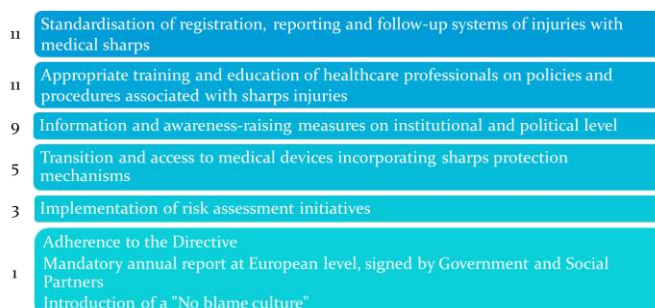 11 Standardisation of registration, reporting and follow-up systems of injuries with
medical sharps
11 Appropriate training and education of healthcare professionals on policies and
procedures associated with sharps injuries
9 Information and awareness-raising measures on institutional and political level
5 Transition and access to medical devices incorporating sharps protection
mechanisms
3 Implementation of risk assessment initiatives
Adherence to the Directive
1 Mandatory annual report at European level, signed by Government and Social
Partners
Introduction of a "No blame culture"